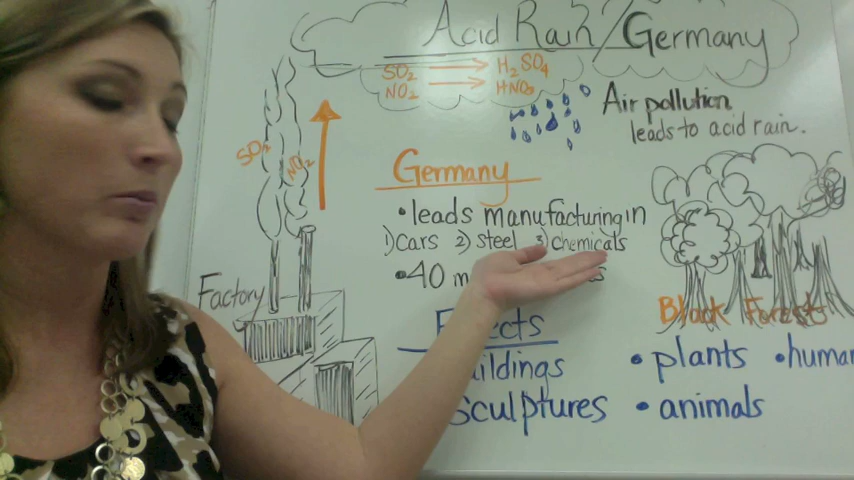 Acid Rain/Germany
SO₂ → H₂SO₄
NO₂ → HNO₃
Air pollution
leads to acid rain.
SO₂
NO₂
Germany
• leads manufacturing in
1) cars 2) steel 3) chemicals
• 40
Factory
Black Forest
• plants • human
sculptures • animals